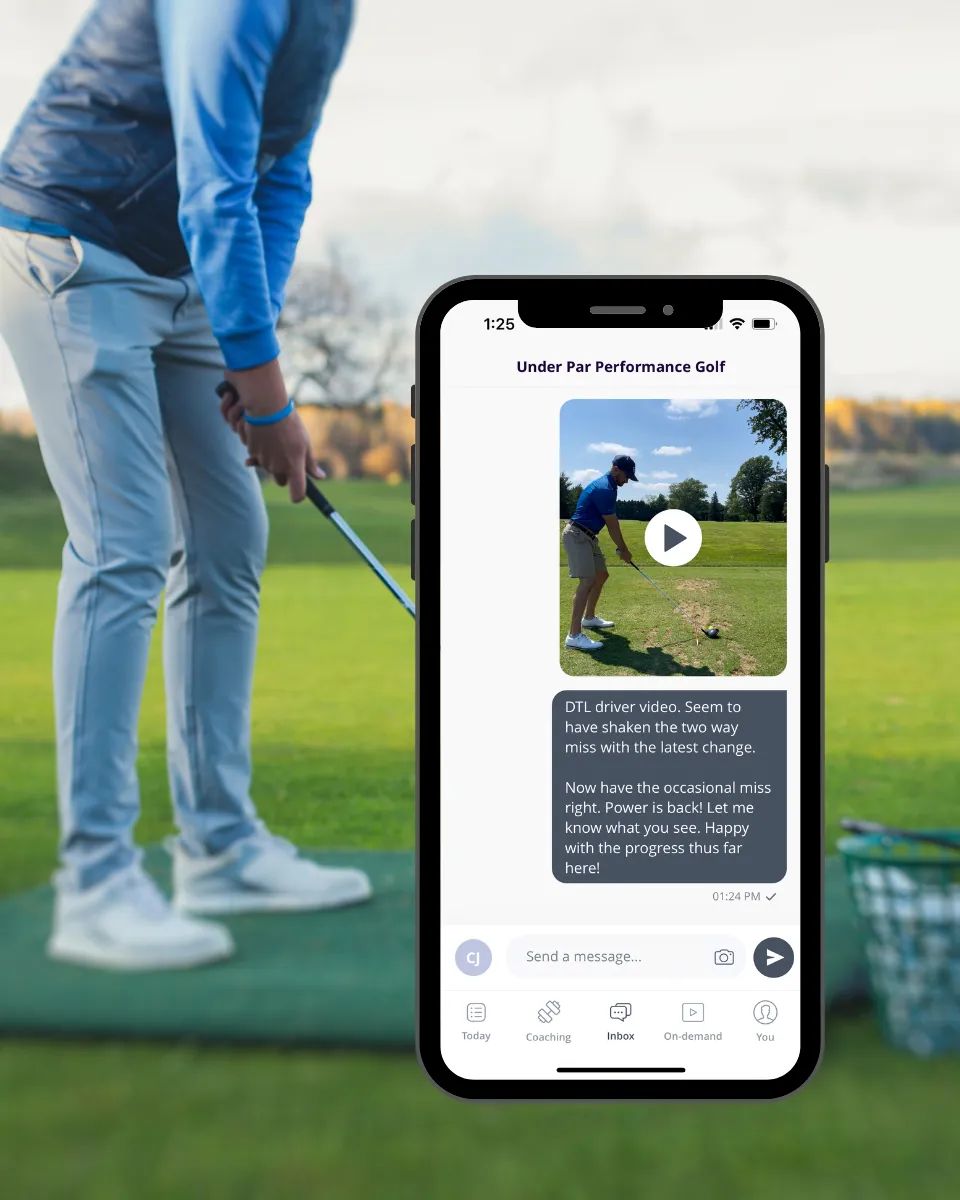 1:25
Under Par Performance Golf
DTL driver video. Seem to
have shaken the two way
miss with the latest change.
Now have the occasional miss
right. Power is back! Let me
know what you see. Happy
with the progress thus far
here!
01:24 PM
CJ
Send a message...
Today
Coaching
Inbox
On-demand
You